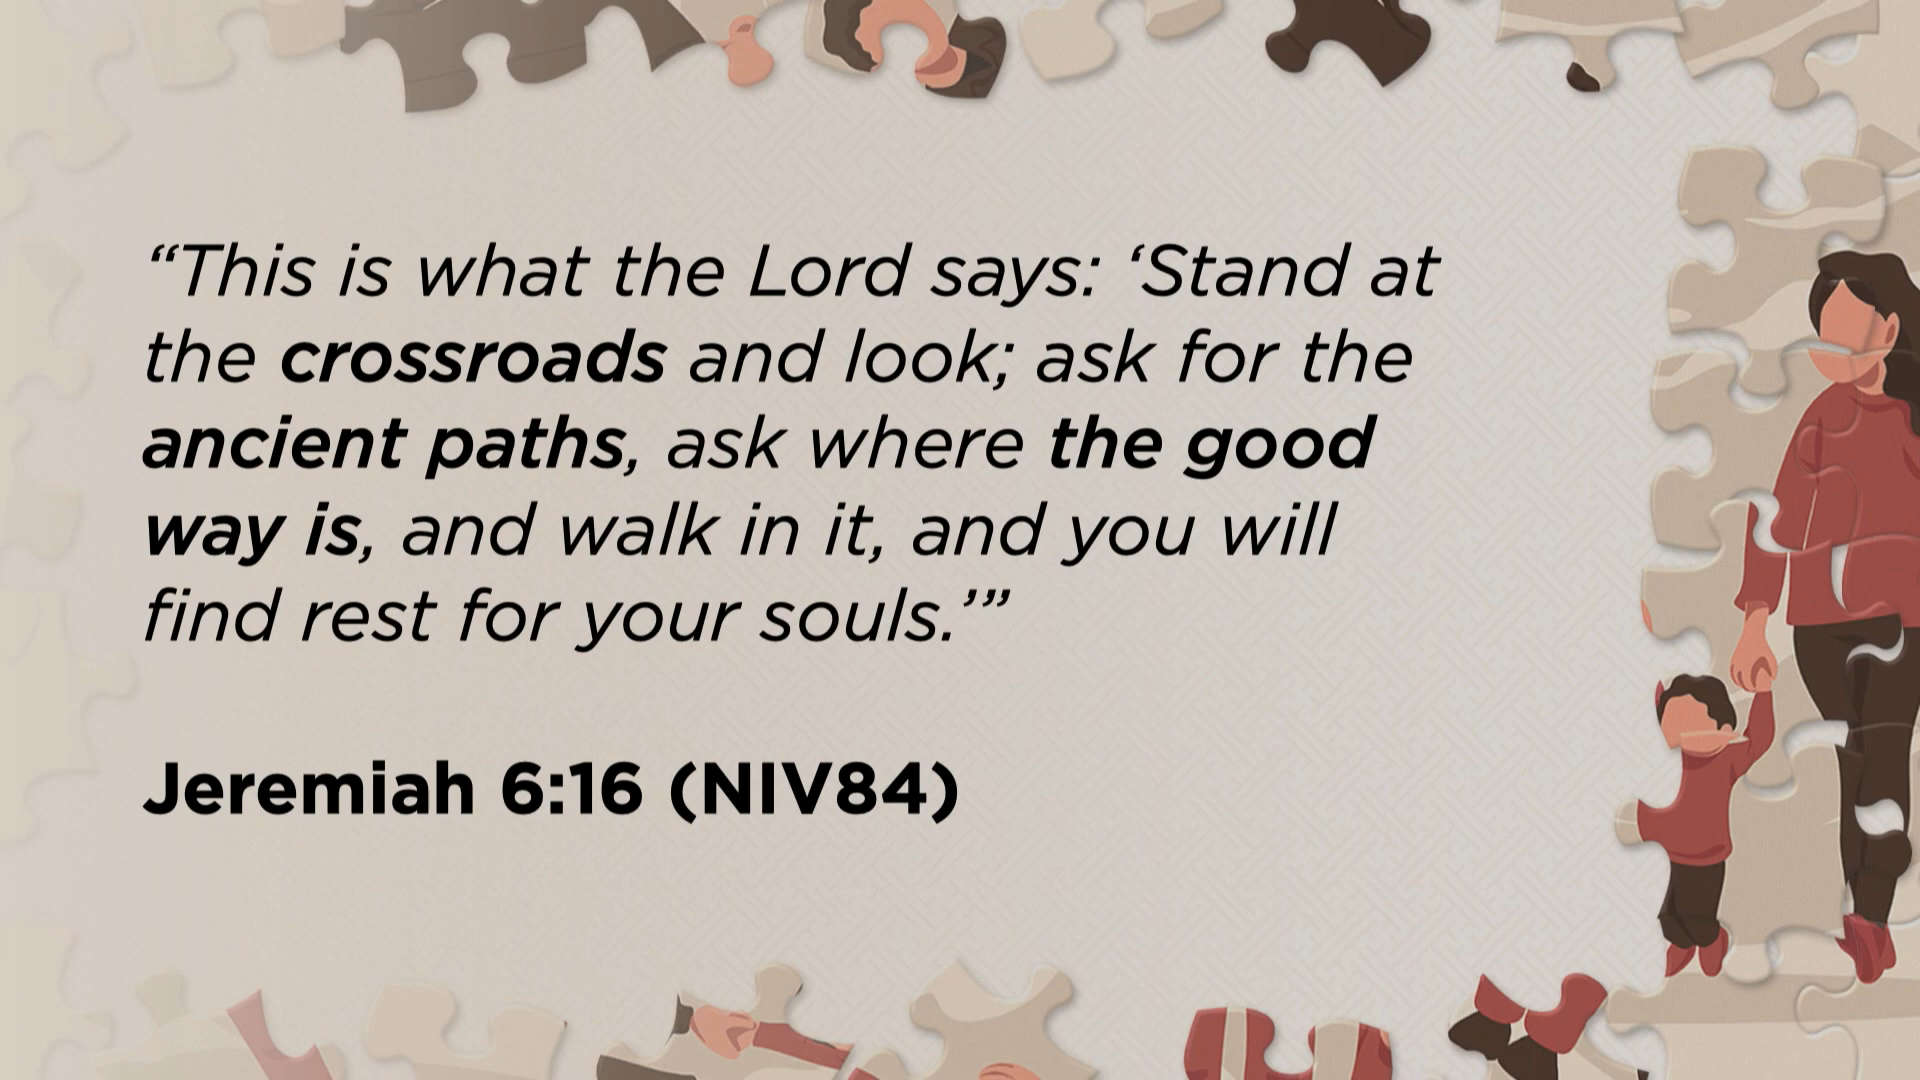 “This is what the Lord says: ‘Stand at
the crossroads and look; ask for the
ancient paths, ask where the good
way is, and walk in it, and you will
find rest for your souls.’”
Jeremiah 6:16 (NIV84)